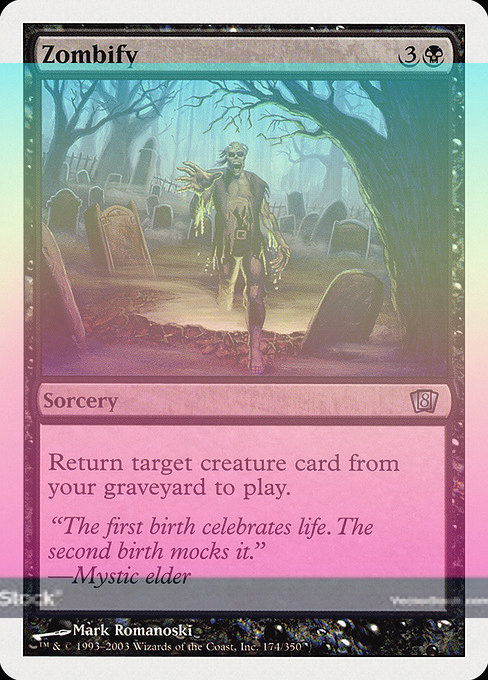 Zombify 3
Sorcery 8
Return target creature card from
your graveyard to play.
“The first birth celebrates life. The
second birth mocks it.”
—Mystic elder
Stock®
Mark Romanoski
™ & © 1993–2003 Wizards of the Coast, Inc. 174/350